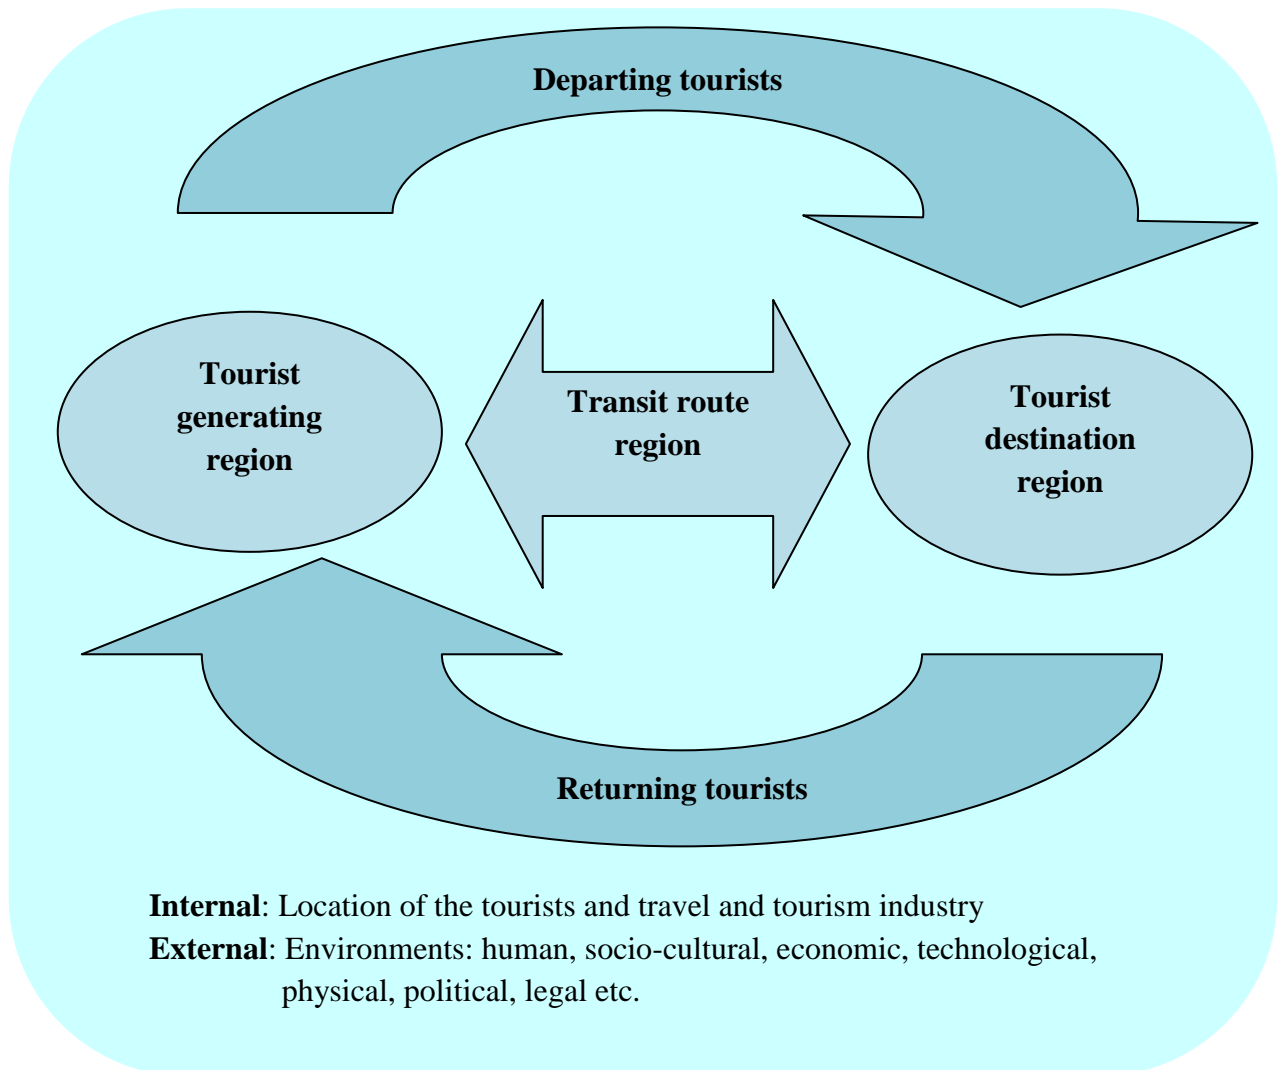 Departing tourists
Tourist
generating
region
Transit route
region
Tourist
destination
region
Returning tourists
Internal: Location of the tourists and travel and tourism industry
External: Environments: human, socio-cultural, economic, technological,
physical, political, legal etc.